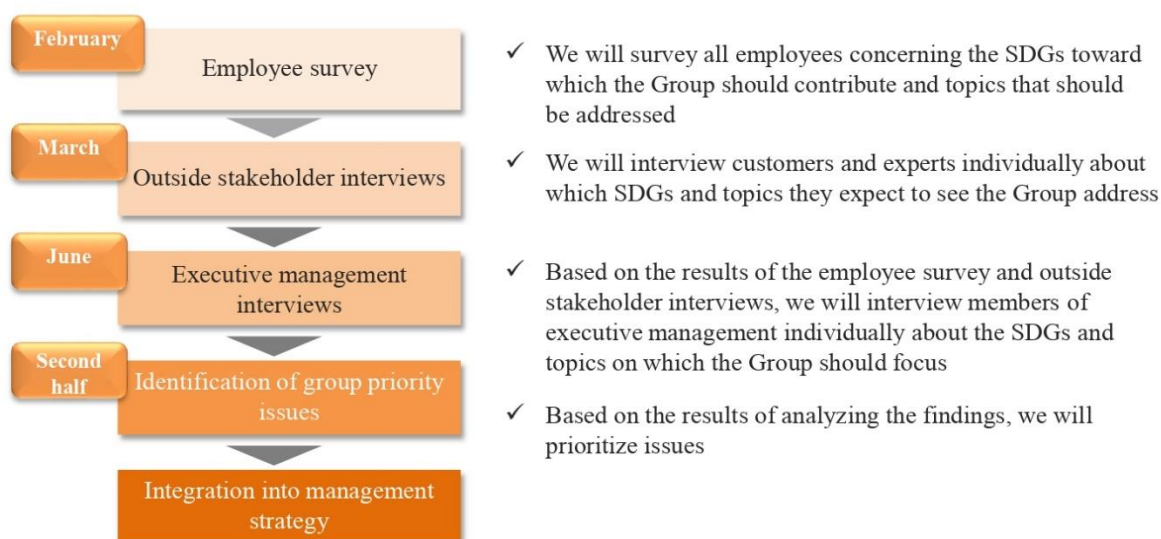 February
Employee survey
✓ We will survey all employees concerning the SDGs toward
which the Group should contribute and topics that should
be addressed
March
Outside stakeholder interviews
✓ We will interview customers and experts individually about
which SDGs and topics they expect to see the Group address
June
Executive management
interviews
✓ Based on the results of the employee survey and outside
stakeholder interviews, we will interview members of
executive management individually about the SDGs and
topics on which the Group should focus
Second
half
Identification of group priority
issues
✓ Based on the results of analyzing the findings, we will
prioritize issues
Integration into management
strategy